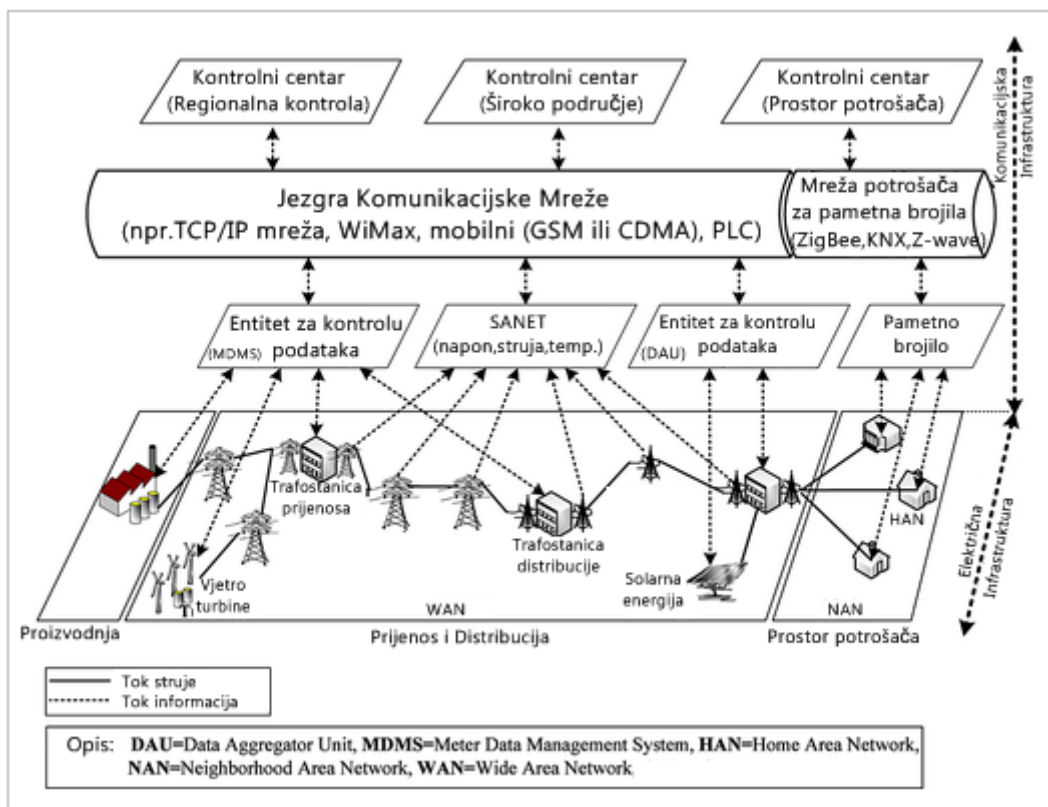 Kontrolni centar
(Regionalna kontrola)
Kontrolni centar
(Široko područje)
Kontrolni centar
(Prostor potrošača)
Komunikacijska
Infrastruktura
Jezgra Komunikacijske Mreže
(npr.TCP/IP mreža, WiMax, mobilni (GSM ili CDMA), PLC)
Mreža potrošača
za pametna brojila
(ZigBee,KNX,Z-wave)
Entitet za kontrolu
(MDMS) podataka
SANET
(napon,struja,temp.)
Entitet za kontrolu
(DAU) podataka
Pametno
brojilo
Trafostanica
prijenosa
Trafostanica
distribucije
Vjetro
turbine
Solarna
energija
HAN
WAN
NAN
Električna
Infrastruktura
Proizvodnja
Prijenos i Distribucija
Prostor potrošača
Tok struje
Tok informacija
Opis: DAU=Data Aggregator Unit, MDMS=Meter Data Management System, HAN=Home Area Network,
NAN=Neighborhood Area Network, WAN=Wide Area Network